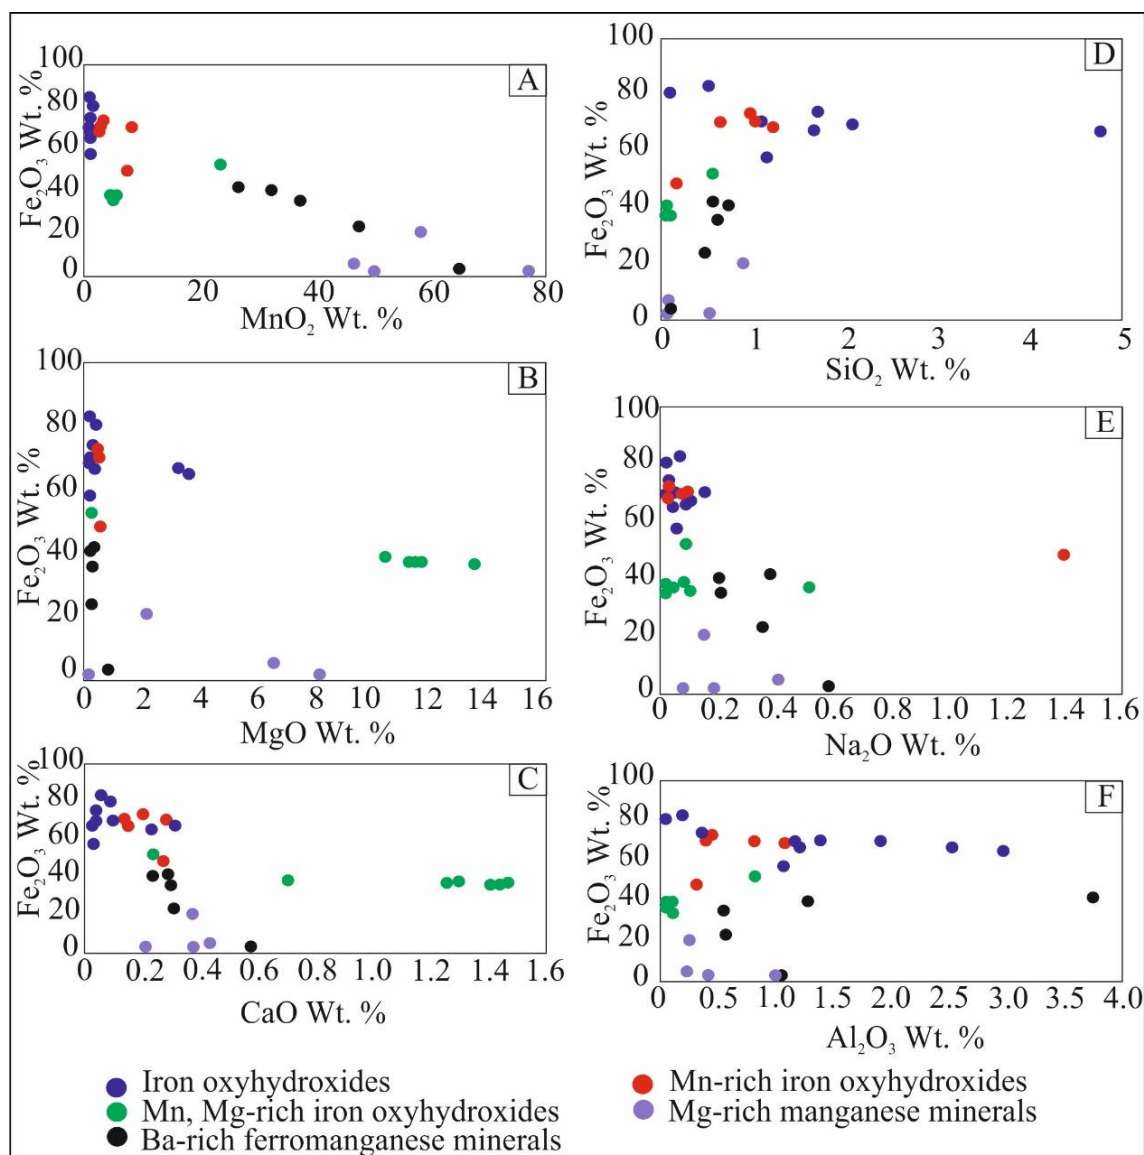 A
Fe₂O₃ Wt. %
100
80
60
40
20
0
0 20 40 60 80
MnO₂ Wt. %
B
Fe₂O₃ Wt. %
100
80
60
40
20
0
0 2 4 6 8 10 12 14 16
MgO Wt. %
C
Fe₂O₃ Wt. %
100
80
60
40
20
0
0 0.2 0.4 0.6 0.8 1.0 1.2 1.4 1.6
CaO Wt. %
D
Fe₂O₃ Wt. %
100
80
60
40
20
0
0 1 2 3 4 5
SiO₂ Wt. %
E
Fe₂O₃ Wt. %
100
80
60
40
20
0
0 0.2 0.4 0.6 0.8 1.0 1.2 1.4 1.6
Na₂O Wt. %
F
Fe₂O₃ Wt. %
100
80
60
40
20
0
0 0.5 1.0 1.5 2.0 2.5 3.0 3.5 4.0
Al₂O₃ Wt. %
Iron oxyhydroxides
Mn, Mg-rich iron oxyhydroxides
Ba-rich ferromanganese minerals
Mn-rich iron oxyhydroxides
Mg-rich manganese minerals